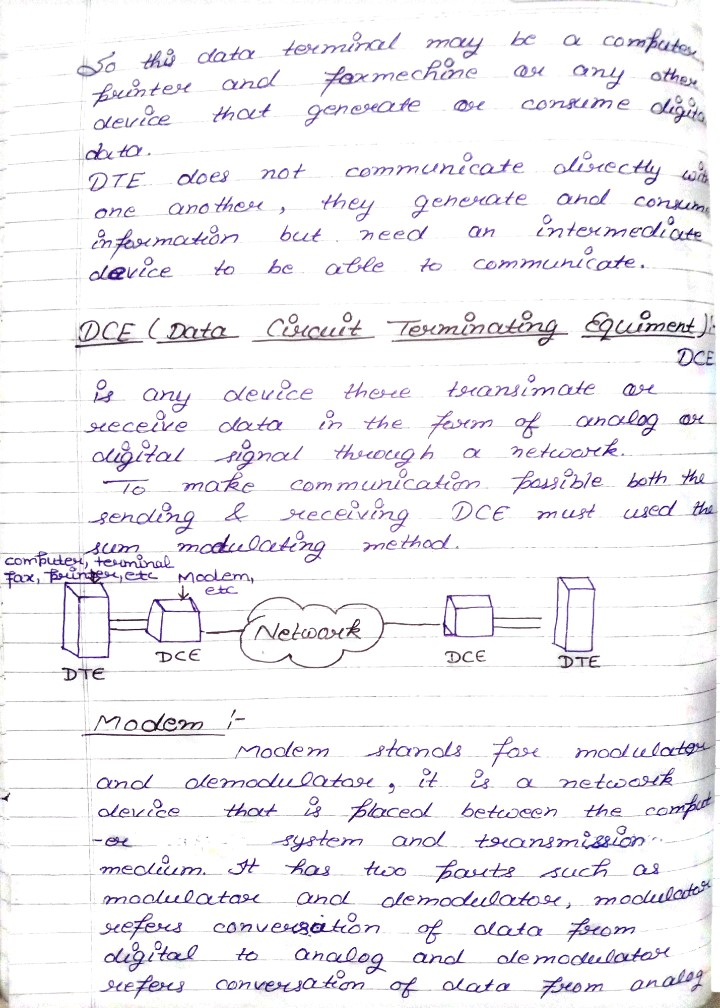 So this data terminal may be a computer,
printer and faxmechine or any other
device that generate or consume digita
data.
DTE does not communicate directly with
one another, they generate and consume
information but need an intermediate
device to be able to communicate.
DCE (Data Circuit Terminating Equiment):-
DCE
is any device there transimate or
receive data in the form of analog or
digital signal through a network.
To make communication possible both the
sending & receiving DCE must used the
sum modulating method.
computer, terminal
fax, printer, etc Modem,
etc
Network
DCE DCE
DTE DTE
Modem :-
Modem stands for modulator
and demodulator, it is a network
device that is placed between the comput
-er system and transmission
medium. It has two parts such as
modulator and demodulator, modulator
refers conversation of data from
digital to analog and demodulator
refers conversation of data from analog